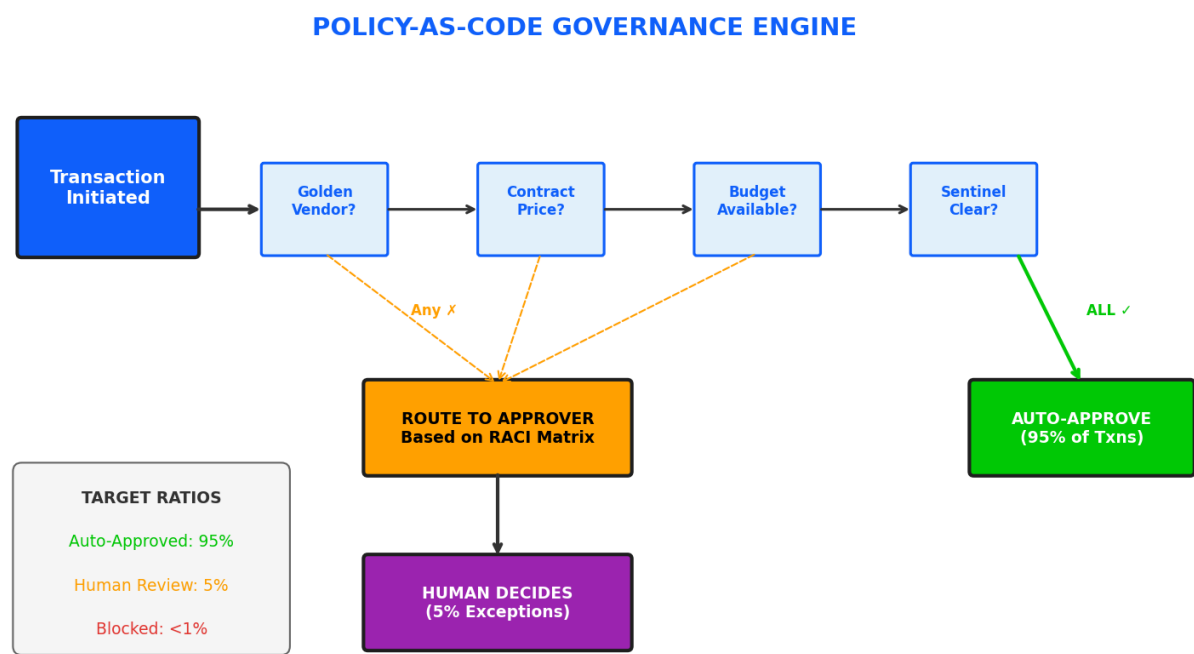 POLICY-AS-CODE GOVERNANCE ENGINE
Transaction
Initiated
Golden
Vendor?
Contract
Price?
Budget
Available?
Sentinel
Clear?
Any ✗
ALL ✓
ROUTE TO APPROVER
Based on RACI Matrix
AUTO-APPROVE
(95% of Txns)
TARGET RATIOS
Auto-Approved: 95%
Human Review: 5%
Blocked: <1%
HUMAN DECIDES
(5% Exceptions)